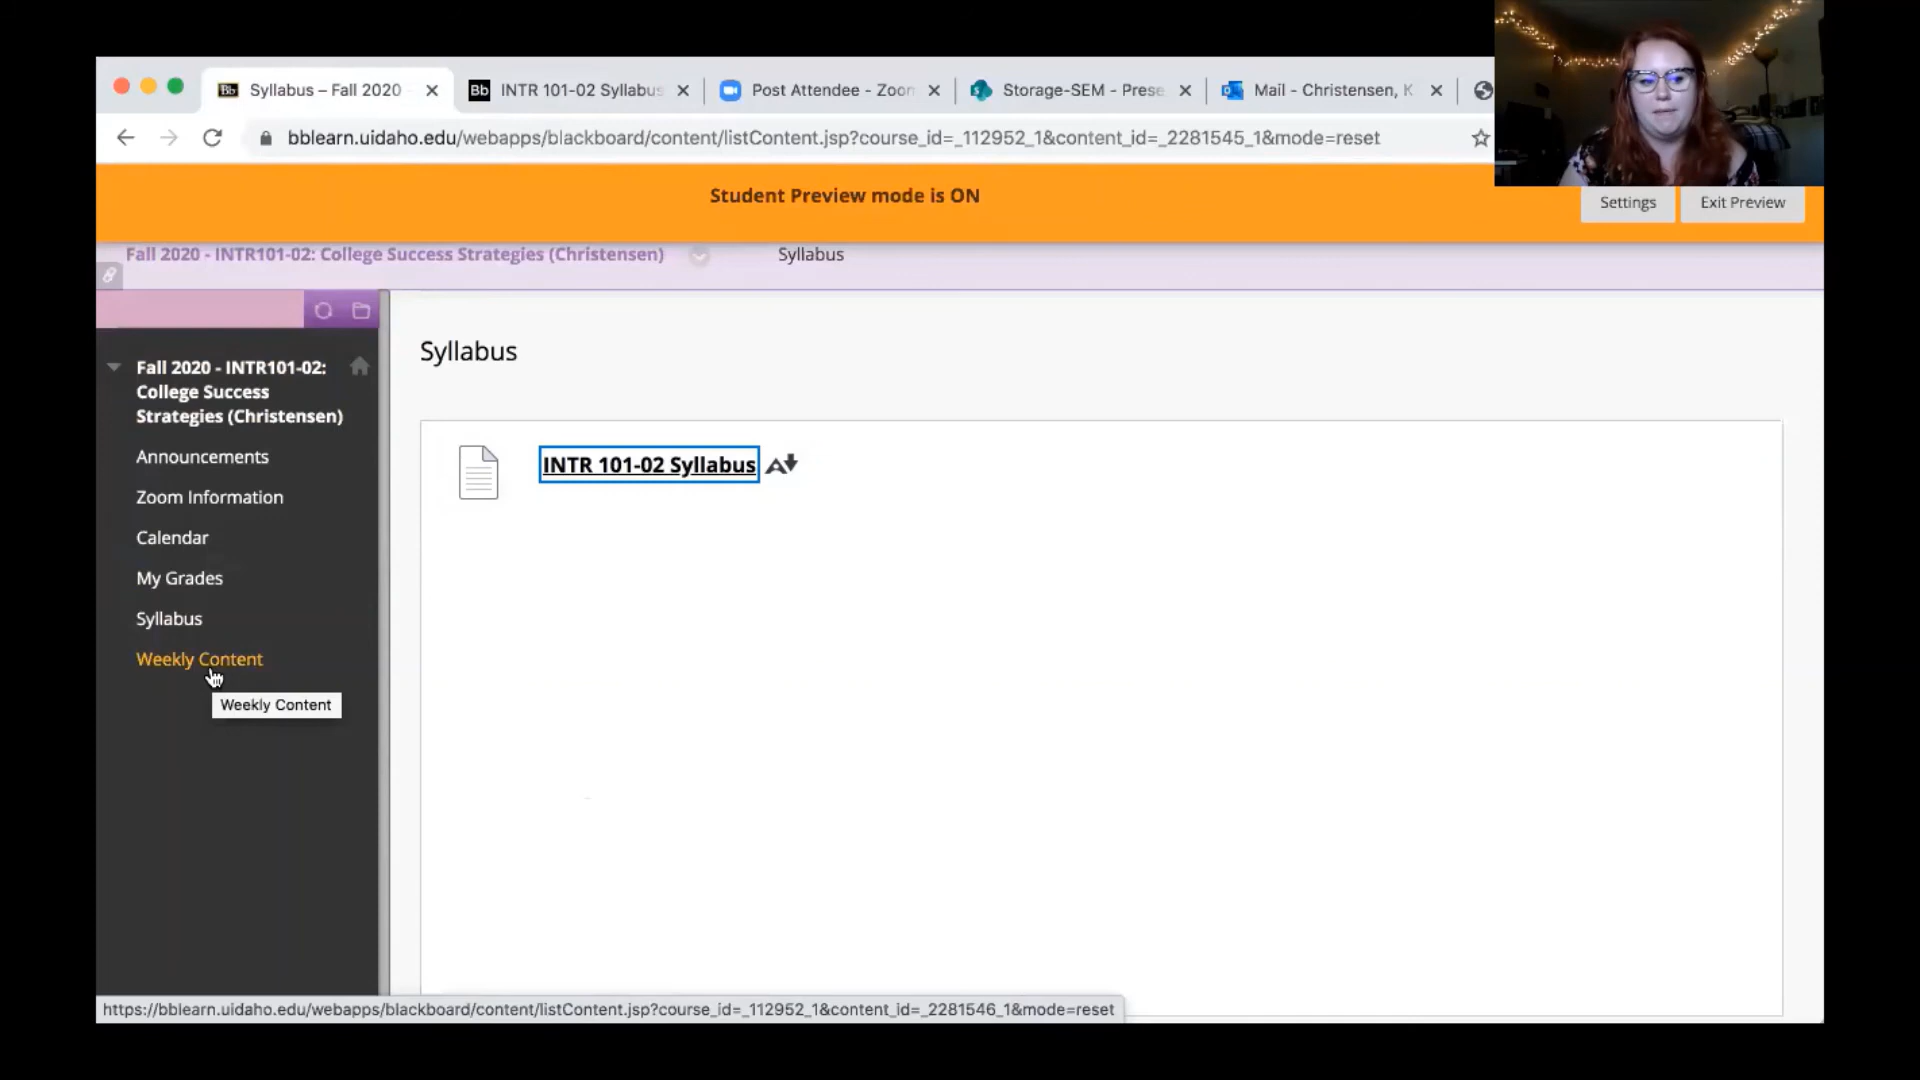 Syllabus – Fall 2020
INTR 101-02 Syllabus
Post Attendee - Zoom
Storage-SEM - Prese
Mail - Christensen, K
bblearn.uidaho.edu/webapps/blackboard/content/listContent.jsp?course_id=_112952_1&content_id=_2281545_1&mode=reset
Student Preview mode is ON
Settings
Exit Preview
Fall 2020 - INTR101-02: College Success Strategies (Christensen)
Syllabus
Fall 2020 - INTR101-02:
College Success
Strategies (Christensen)
Announcements
Zoom Information
Calendar
My Grades
Syllabus
Weekly Content
Weekly Content
Syllabus
INTR 101-02 Syllabus
https://bblearn.uidaho.edu/webapps/blackboard/content/listContent.jsp?course_id=_112952_1&content_id=_2281546_1&mode=reset